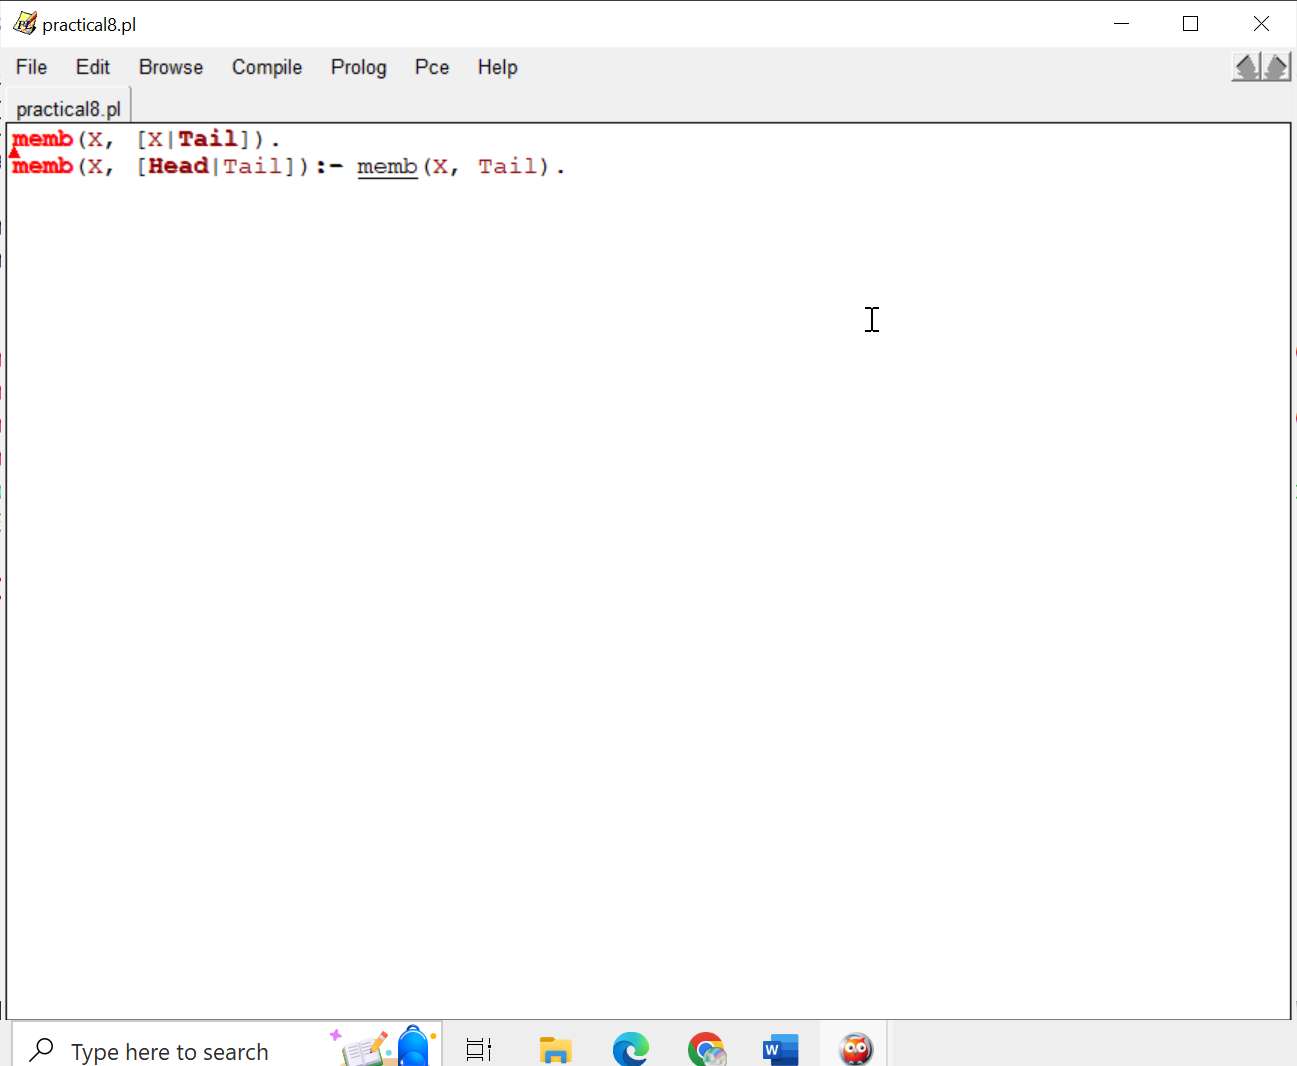 practical8.pl
File Edit Browse Compile Prolog Pce Help
practical8.pl
memb(X, [X|Tail]).
memb(X, [Head|Tail]):- memb(X, Tail).
Type here to search